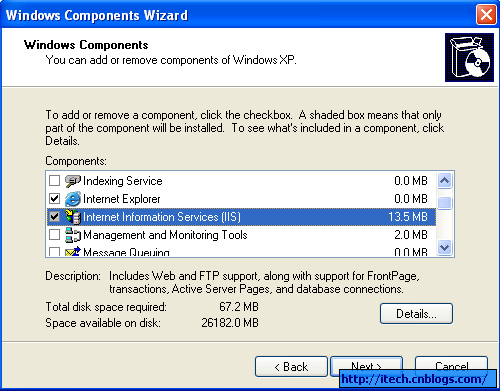 Windows Components Wizard
Windows Components
You can add or remove components of Windows XP.
To add or remove a component, click the checkbox. A shaded box means that only
part of the component will be installed. To see what's included in a component, click
Details.
Components:
Indexing Service 0.0 MB
Internet Explorer 0.0 MB
Internet Information Services (IIS) 13.5 MB
Management and Monitoring Tools 2.0 MB
Message Queuing 0.0 MB
Description: Includes Web and FTP support, along with support for FrontPage,
transactions, Active Server Pages, and database connections.
Total disk space required: 67.2 MB
Space available on disk: 26182.0 MB
Details...
< Back
Next >
Cancel
http://itech.cnblogs.com/